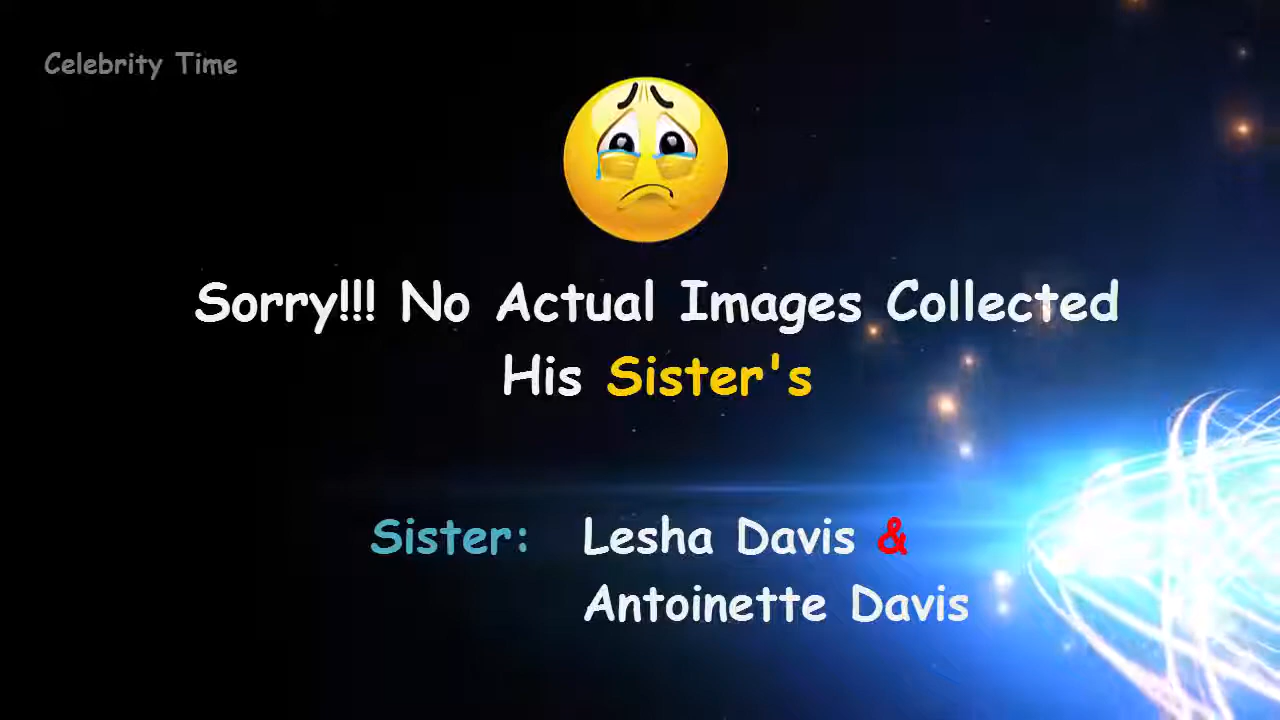 Celebrity Time
Sorry!!! No Actual Images Collected
His Sister's
Sister: Lesha Davis &
Antoinette Davis